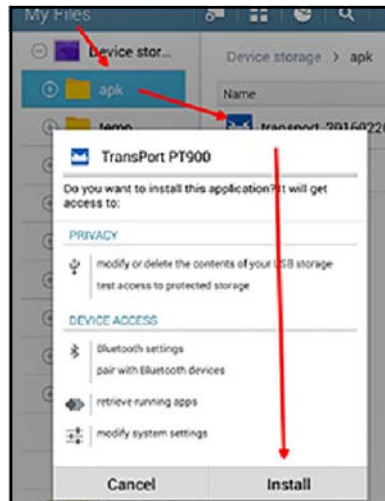 My Files
Device stor...
Device storage > apk
apk
Name
temp
transport_2016022
TransPort PT900
Do you want to install this application? It will get
access to:
PRIVACY
modify or delete the contents of your USB storage
test access to protected storage
DEVICE ACCESS
Bluetooth settings
pair with Bluetooth devices
retrieve running apps
modify system settings
Cancel
Install